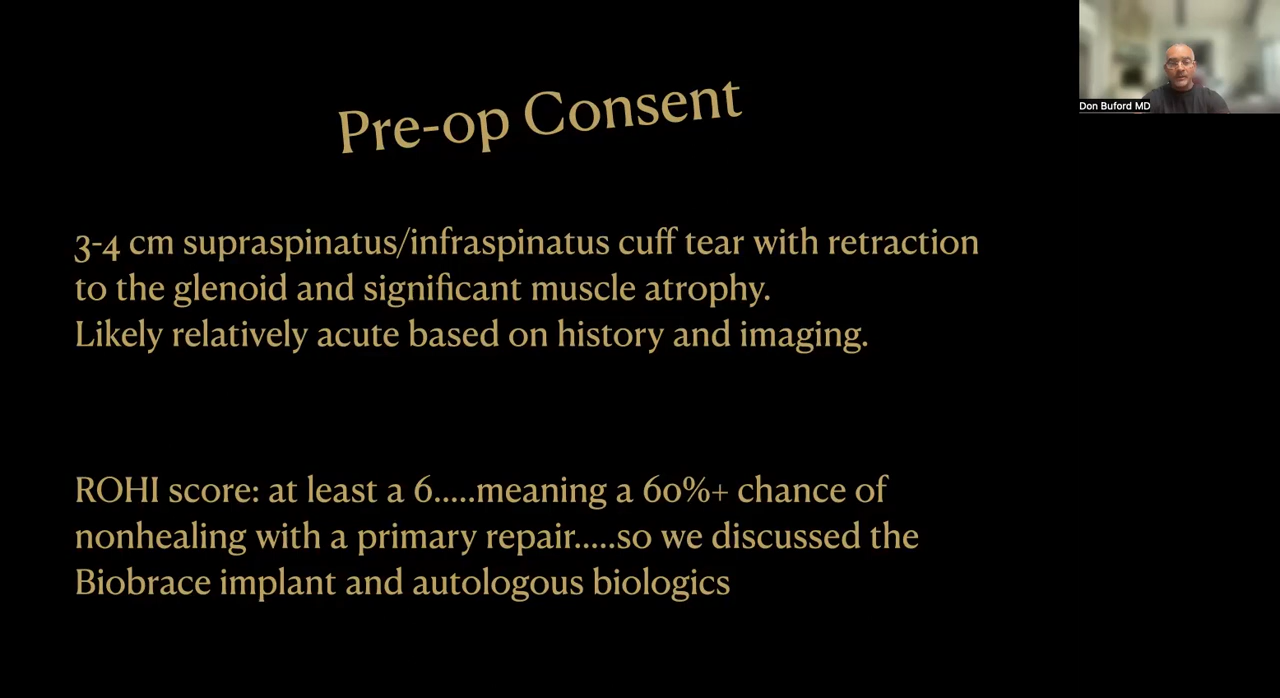 Don Buford MD
Pre-op Consent
3-4 cm supraspinatus/infraspinatus cuff tear with retraction
to the glenoid and significant muscle atrophy.
Likely relatively acute based on history and imaging.
ROHI score: at least a 6.....meaning a 60%+ chance of
nonhealing with a primary repair.....so we discussed the
Biobrace implant and autologous biologics